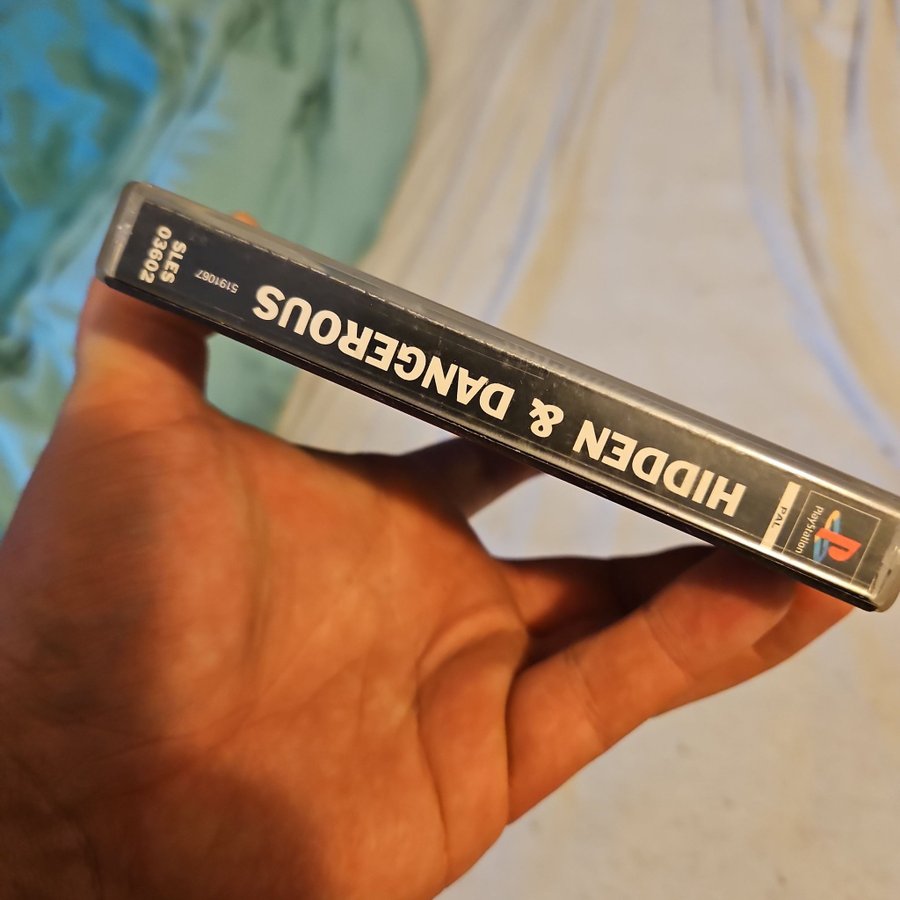 PlayStation
PAL
HIDDEN & DANGEROUS
5191067
SLES
03602